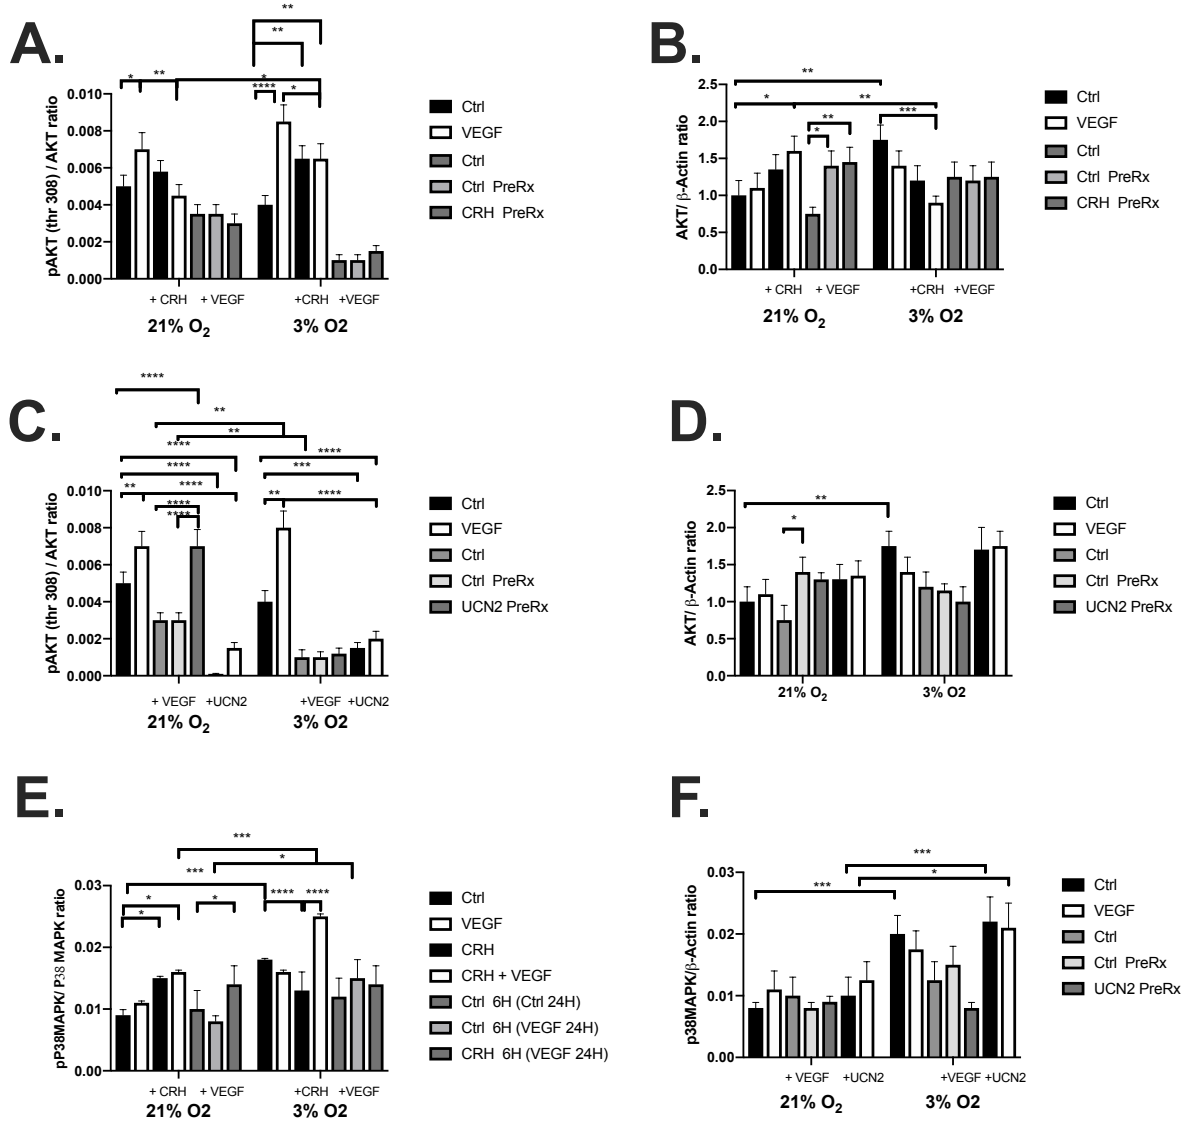 A.
**
**
* ** *
**** *
pAKT (thr 308) / AKT ratio
0.010
0.008
0.006
0.004
0.002
0.000
+ CRH + VEGF +CRH +VEGF
21% O2 3% O2
Ctrl
VEGF
Ctrl
Ctrl PreRx
CRH PreRx
B.
**
* **
** ***
*
AKT/ β-Actin ratio
2.5
2.0
1.5
1.0
0.5
0.0
+ CRH + VEGF +CRH +VEGF
21% O2 3% O2
Ctrl
VEGF
Ctrl
Ctrl PreRx
CRH PreRx
C.
****
**
**
**** ****
**** ***
** **** ** ****
****
****
pAKT (thr 308) / AKT ratio
0.010
0.008
0.006
0.004
0.002
0.000
+ VEGF +UCN2 +VEGF +UCN2
21% O2 3% O2
Ctrl
VEGF
Ctrl
Ctrl PreRx
UCN2 PreRx
D.
**
*
AKT/ β-Actin ratio
2.5
2.0
1.5
1.0
0.5
0.0
21% O2 3% O2
Ctrl
VEGF
Ctrl
Ctrl PreRx
UCN2 PreRx
E.
***
*
***
* * **** ****
*
pP38MAPK/ P38 MAPK ratio
0.03
0.02
0.01
0.00
+ CRH + VEGF +CRH +VEGF
21% O2 3% O2
Ctrl
VEGF
CRH
CRH + VEGF
Ctrl 6H (Ctrl 24H)
Ctrl 6H (VEGF 24H)
CRH 6H (VEGF 24H)
F.
***
*
***
p38MAPK/β-Actin ratio
0.03
0.02
0.01
0.00
+ VEGF +UCN2 +VEGF +UCN2
21% O2 3% O2
Ctrl
VEGF
Ctrl
Ctrl PreRx
UCN2 PreRx